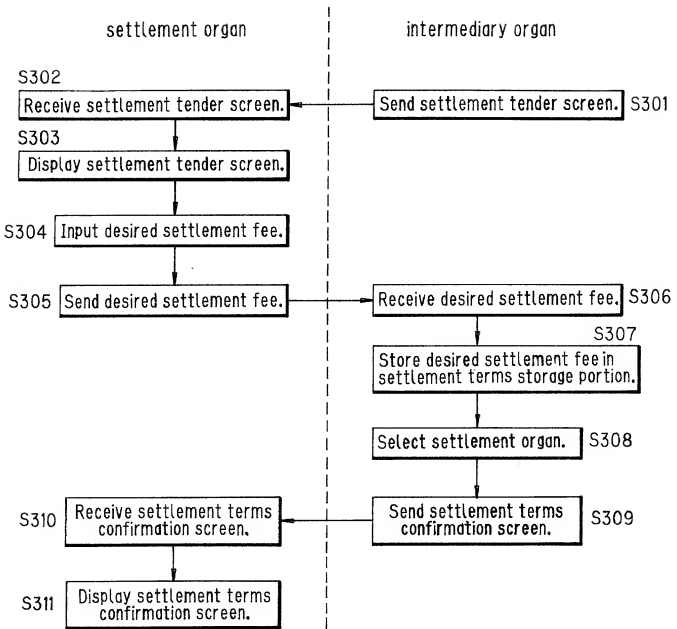 settlement organ
intermediary organ
S302
Receive settlement tender screen.
Send settlement tender screen.
S301
S303
Display settlement tender screen.
S304
Input desired settlement fee.
S305
Send desired settlement fee.
Receive desired settlement fee.
S306
S307
Store desired settlement fee in
settlement terms storage portion.
Select settlement organ.
S308
S310
Receive settlement terms
confirmation screen.
Send settlement terms
confirmation screen.
S309
S311
Display settlement terms
confirmation screen.